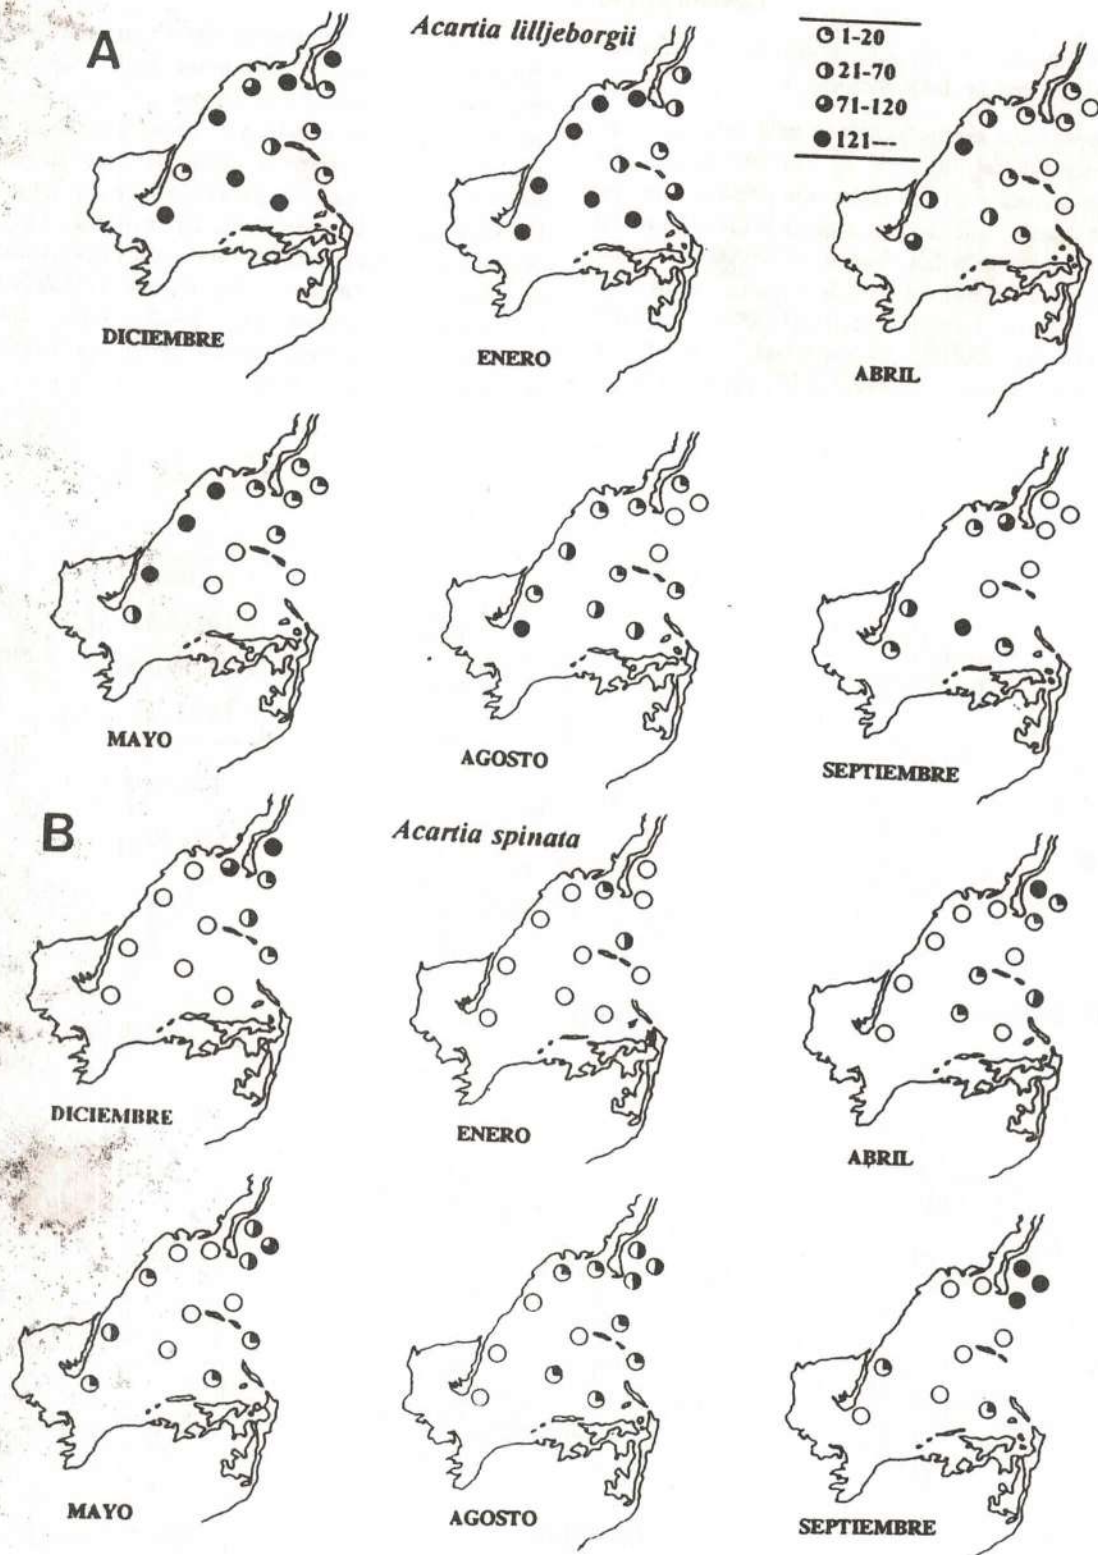 A
Acartia lilljeborgii
1-20
21-70
71-120
121---
DICIEMBRE
ENERO
ABRIL
MAYO
AGOSTO
SEPTIEMBRE
B
Acartia spinata
DICIEMBRE
ENERO
ABRIL
MAYO
AGOSTO
SEPTIEMBRE